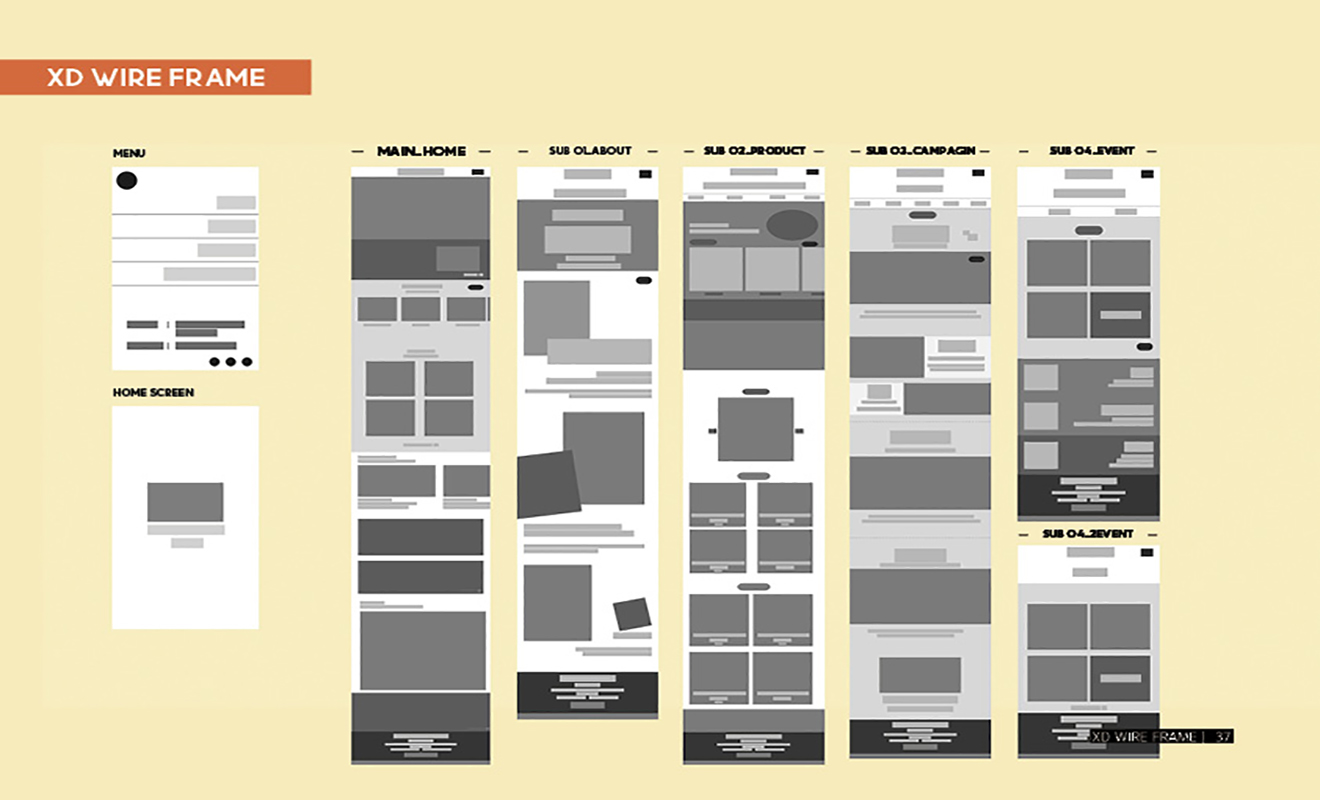 XD WIRE FRAME
MENU
HOME SCREEN
MAIN_HOME
SUB 01_ABOUT
SUB 02_PRODUCT
SUB 03_CAMPAGIN
SUB 04_EVENT
SUB 04_2EVENT
XD WIRE FRAME | 37